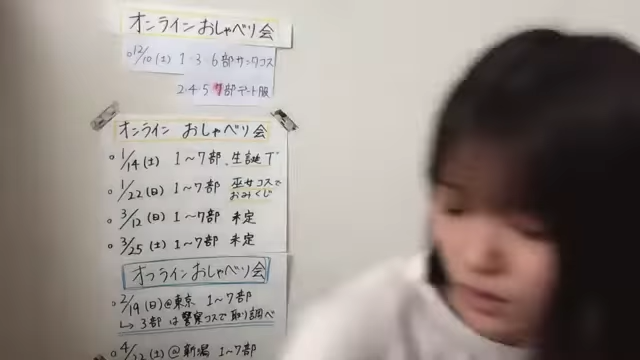 オンラインおしゃべり会
○12/10(土) 1・3・6部 サンタコス
2・4・5 7部 デート服
オンライン おしゃべり会
○ 1/14(土) 1〜7部、生誕T
○ 1/22(日) 1〜7部 巫女コスで
おみくじ
○ 3/12(日) 1〜7部 未定
○ 3/25(土) 1〜7部 未定
オフラインおしゃべり会
○ 2/19(日)@東京 1〜7部
↳ 3部は警察コスで取り調べ
(土)@新潟 1〜7部